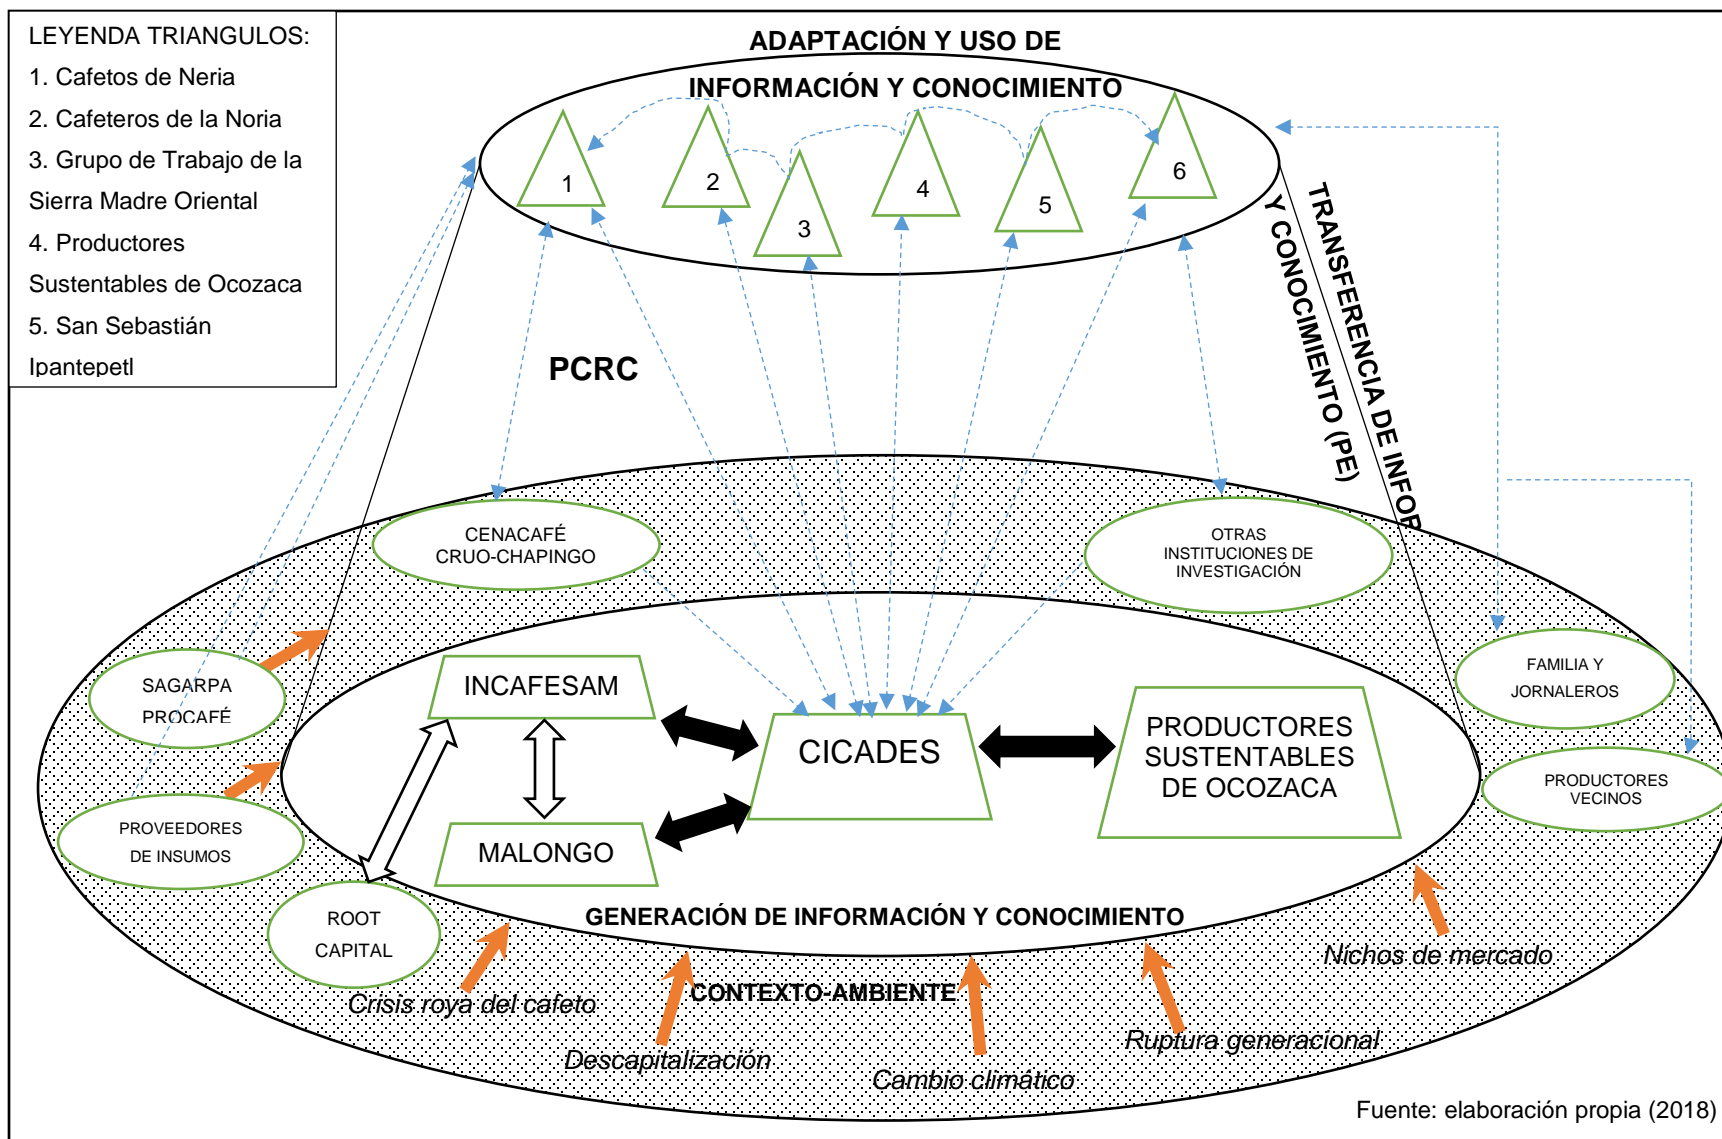 LEYENDA TRIANGULOS:
1. Cafetos de Neria
2. Cafeteros de la Noria
3. Grupo de Trabajo de la
Sierra Madre Oriental
4. Productores
Sustentables de Ocozaca
5. San Sebastián
Ipantepetl
ADAPTACIÓN Y USO DE
INFORMACIÓN Y CONOCIMIENTO
1
2
3
4
5
6
TRANSFERENCIA DE INFOR
Y CONOCIMIENTO (PE)
PCRC
CENACAFÉ
CRUO-CHAPINGO
OTRAS
INSTITUCIONES DE
INVESTIGACIÓN
SAGARPA
PROCAFÉ
FAMILIA Y
JORNALEROS
INCAFESAM
CICADES
PRODUCTORES
SUSTENTABLES
DE OCOZACA
PROVEEDORES
DE INSUMOS
MALONGO
PRODUCTORES
VECINOS
ROOT
CAPITAL
GENERACIÓN DE INFORMACIÓN Y CONOCIMIENTO
CONTEXTO-AMBIENTE
Crisis roya del cafeto
Descapitalización
Cambio climático
Ruptura generacional
Nichos de mercado
Fuente: elaboración propia (2018)